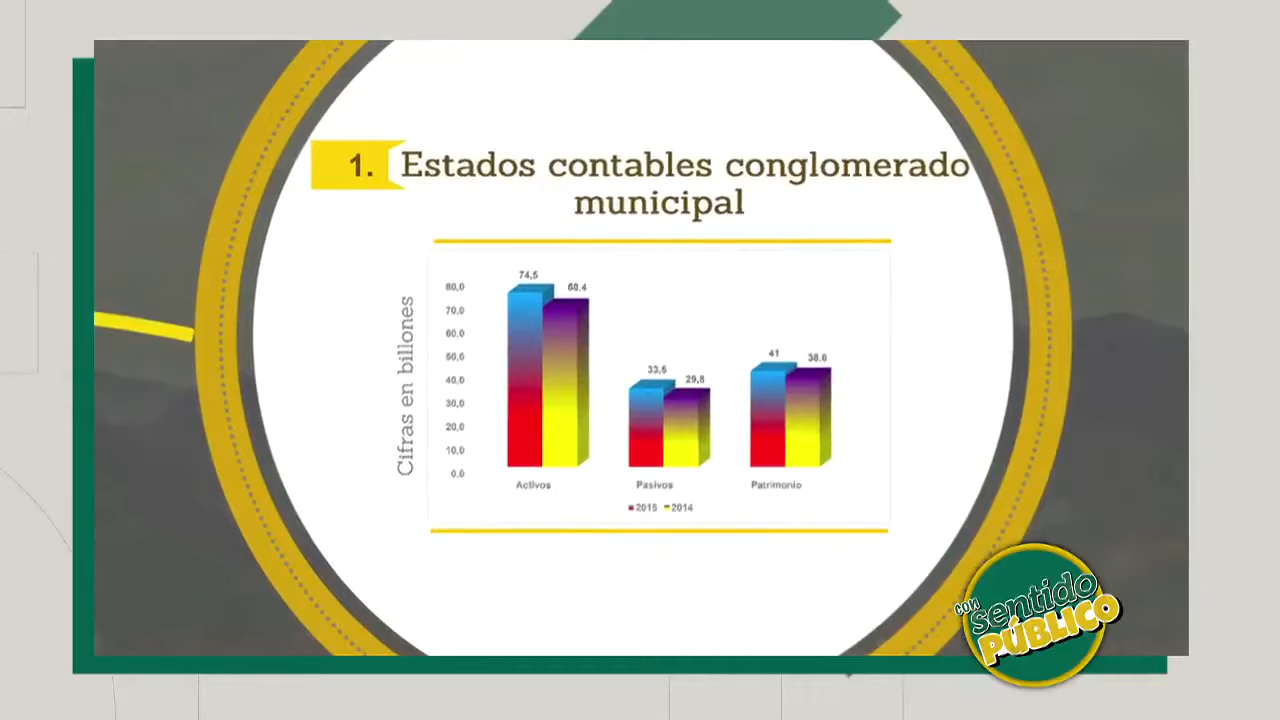 1. Estados contables conglomerado
municipal
Cifras en billones
80,0
70,0
60,0
50,0
40,0
30,0
20,0
10,0
0,0
74,5
68,4
33,5
29,8
41
38,6
Activos
Pasivos
Patrimonio
2015
2014
CON
Sentido
PÚBLICO